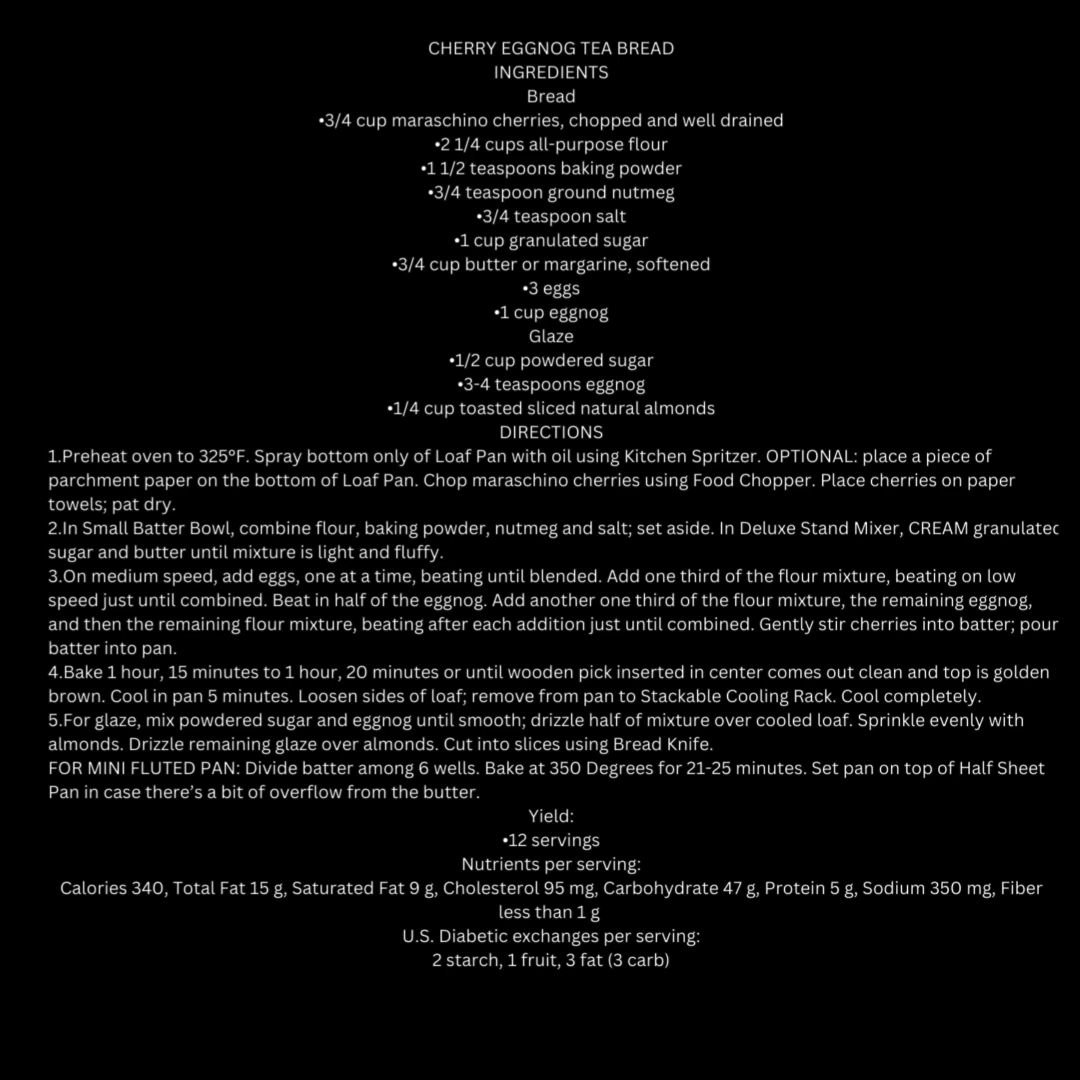 CHERRY EGGNOG TEA BREAD
INGREDIENTS
Bread
•3/4 cup maraschino cherries, chopped and well drained
•2 1/4 cups all-purpose flour
•1 1/2 teaspoons baking powder
•3/4 teaspoon ground nutmeg
•3/4 teaspoon salt
•1 cup granulated sugar
•3/4 cup butter or margarine, softened
•3 eggs
•1 cup eggnog
Glaze
•1/2 cup powdered sugar
•3-4 teaspoons eggnog
•1/4 cup toasted sliced natural almonds
DIRECTIONS
1.Preheat oven to 325°F. Spray bottom only of Loaf Pan with oil using Kitchen Spritzer. OPTIONAL: place a piece of
parchment paper on the bottom of Loaf Pan. Chop maraschino cherries using Food Chopper. Place cherries on paper
towels; pat dry.
2.In Small Batter Bowl, combine flour, baking powder, nutmeg and salt; set aside. In Deluxe Stand Mixer, CREAM granulated
sugar and butter until mixture is light and fluffy.
3.On medium speed, add eggs, one at a time, beating until blended. Add one third of the flour mixture, beating on low
speed just until combined. Beat in half of the eggnog. Add another one third of the flour mixture, the remaining eggnog,
and then the remaining flour mixture, beating after each addition just until combined. Gently stir cherries into batter; pour
batter into pan.
4.Bake 1 hour, 15 minutes to 1 hour, 20 minutes or until wooden pick inserted in center comes out clean and top is golden
brown. Cool in pan 5 minutes. Loosen sides of loaf; remove from pan to Stackable Cooling Rack. Cool completely.
5.For glaze, mix powdered sugar and eggnog until smooth; drizzle half of mixture over cooled loaf. Sprinkle evenly with
almonds. Drizzle remaining glaze over almonds. Cut into slices using Bread Knife.
FOR MINI FLUTED PAN: Divide batter among 6 wells. Bake at 350 Degrees for 21-25 minutes. Set pan on top of Half Sheet
Pan in case there's a bit of overflow from the butter.
Yield:
•12 servings
Nutrients per serving:
Calories 340, Total Fat 15 g, Saturated Fat 9 g, Cholesterol 95 mg, Carbohydrate 47 g, Protein 5 g, Sodium 350 mg, Fiber
less than 1 g
U.S. Diabetic exchanges per serving:
2 starch, 1 fruit, 3 fat (3 carb)